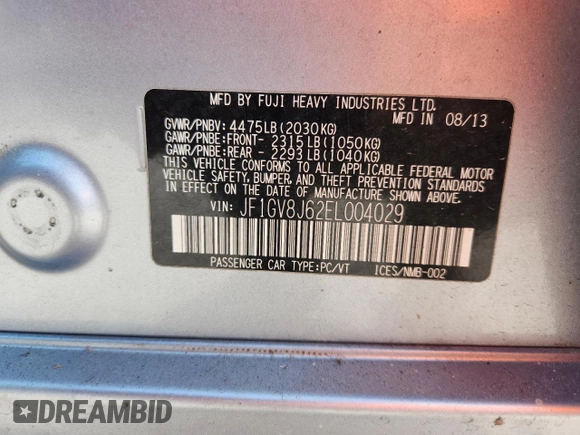 MFD BY FUJI HEAVY INDUSTRIES LTD.
MFD IN 08/13
GVWR/PNBV: 4475LB(2030KG)
GAWR/PNBE:FRONT- 2315LB(1050KG)
GAWR/PNBE:REAR - 2293LB(1040KG)
THIS VEHICLE CONFORMS TO ALL APPLICABLE FEDERAL MOTOR
VEHICLE SAFETY, BUMPER, AND THEFT PREVENTION STANDARDS
IN EFFECT ON THE DATE OF MANUFACTURE SHOWN ABOVE.
VIN: JF1GV8J62EL004029
PASSENGER CAR TYPE:PC/VT ICES/NMB-002
DREAMBID